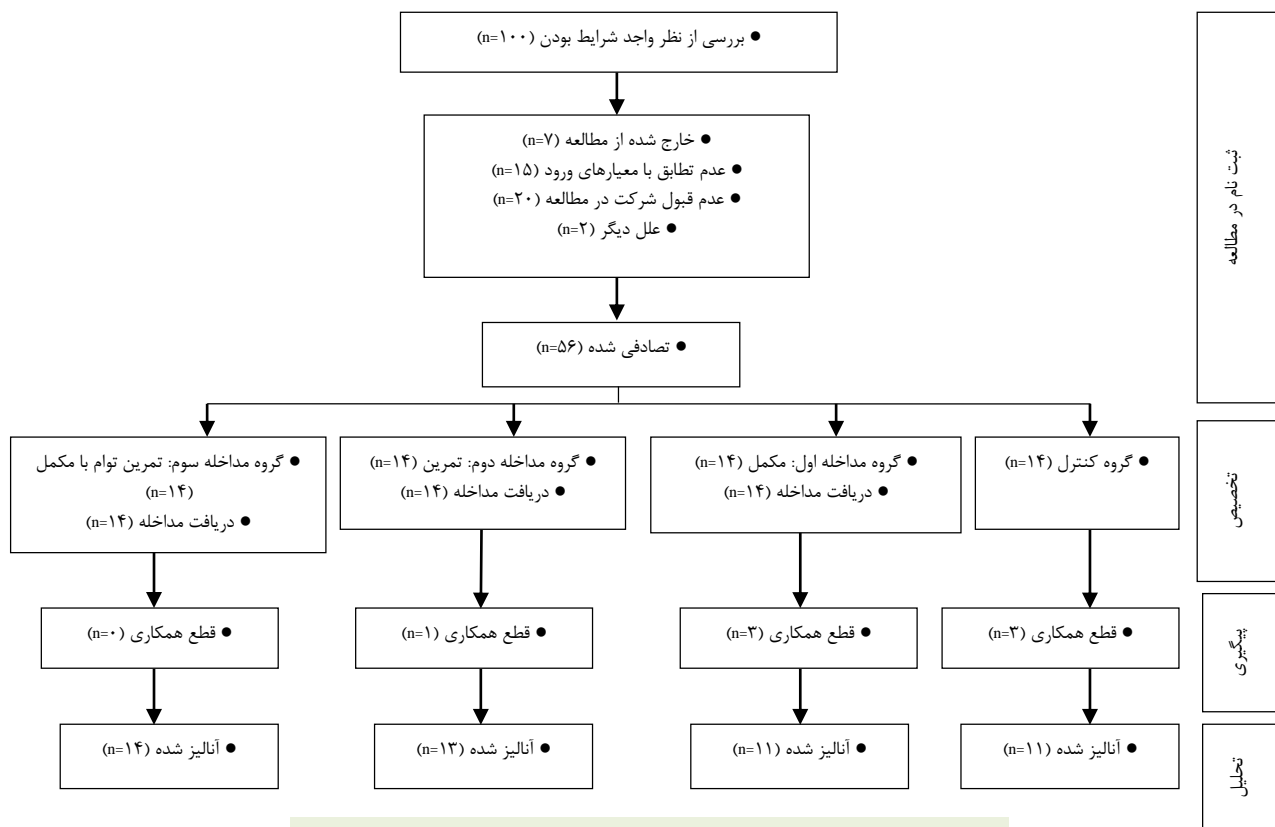 ● بررسی از نظر واجد شرایط بودن (n=۱۰۰)
● خارج شده از مطالعه (n=۷)
● عدم تطابق با معیارهای ورود (n=۱۵)
● عدم قبول شرکت در مطالعه (n=۲۰)
● علل دیگر (n=۲)
● تصادفی شده (n=۵۶)
ثبت نام در مطالعه
● گروه کنترل (n=۱۴)
● گروه مداخله اول: مکمل (n=۱۴)
● دریافت مداخله (n=۱۴)
● گروه مداخله دوم: تمرین (n=۱۴)
● دریافت مداخله (n=۱۴)
● گروه مداخله سوم: تمرین توام با مکمل
(n=۱۴)
● دریافت مداخله (n=۱۴)
تخصیص
● قطع همکاری (n=۳)
● قطع همکاری (n=۳)
● قطع همکاری (n=۱)
● قطع همکاری (n=۰)
پیگیری
● آنالیز شده (n=۱۱)
● آنالیز شده (n=۱۱)
● آنالیز شده (n=۱۳)
● آنالیز شده (n=۱۴)
تحلیل